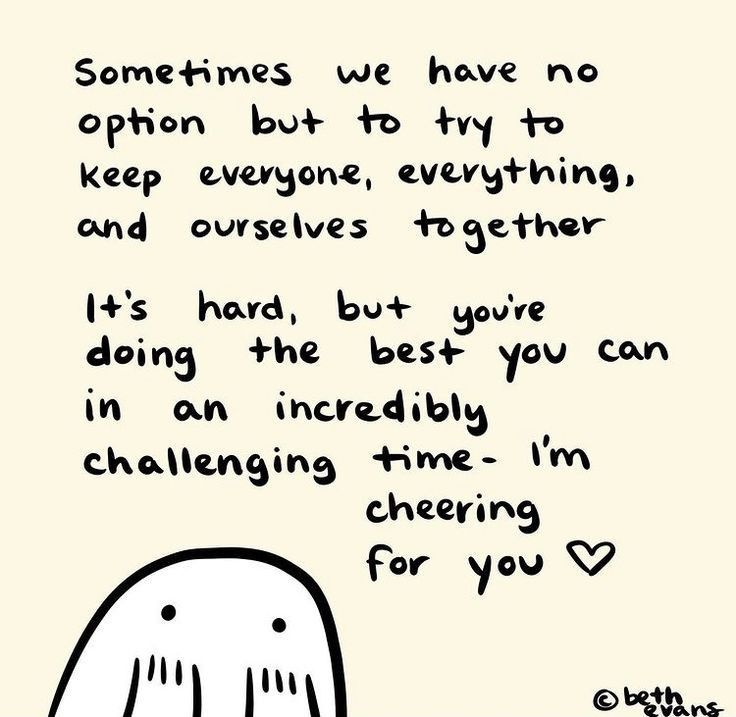 Sometimes we have no
option but to try to
keep everyone, everything,
and ourselves together
It's hard, but you're
doing the best you can
in an incredibly
challenging time- I'm
cheering
for you ♡
© beth
evans